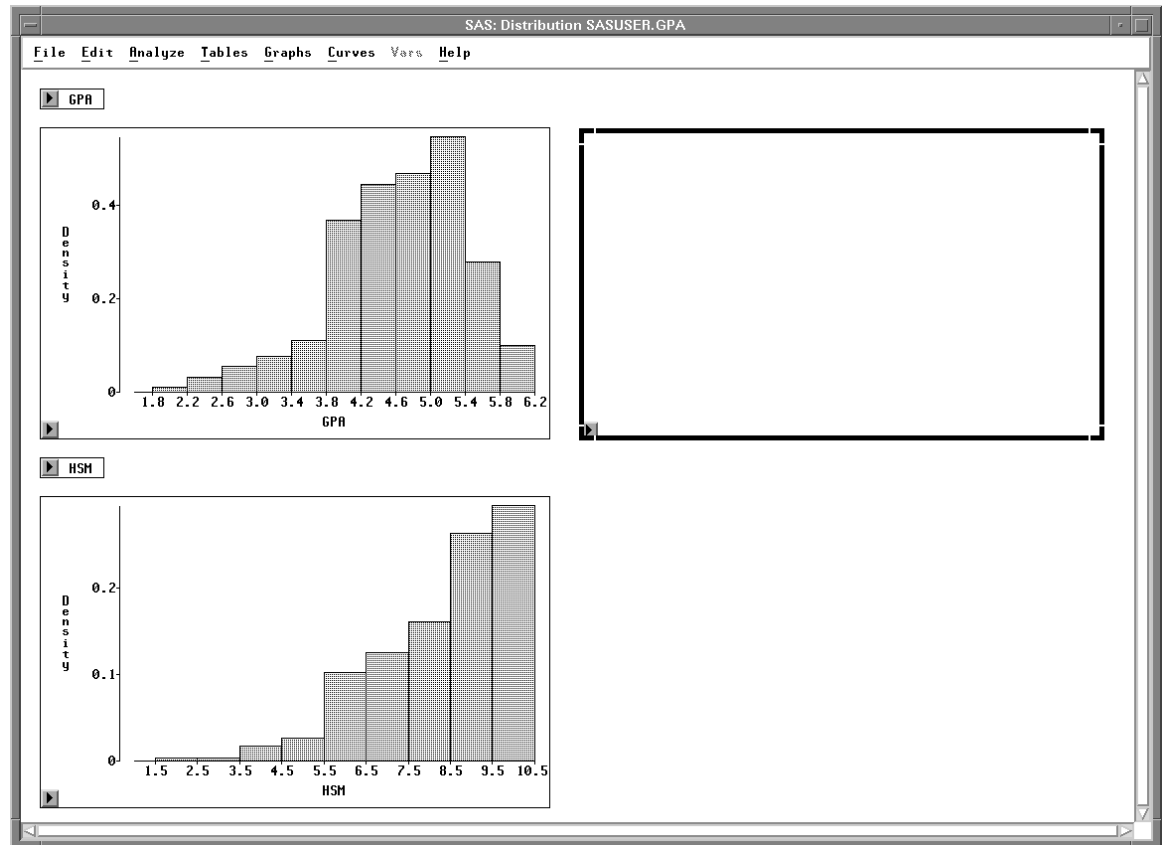 SAS: Distribution SASUSER.GPA
File Edit Analyze Tables Graphs Curves Vars Help
GPA
Density
0.4
0.2
0
1.8 2.2 2.6 3.0 3.4 3.8 4.2 4.6 5.0 5.4 5.8 6.2
GPA
HSM
Density
0.2
0.1
0
1.5 2.5 3.5 4.5 5.5 6.5 7.5 8.5 9.5 10.5
HSM